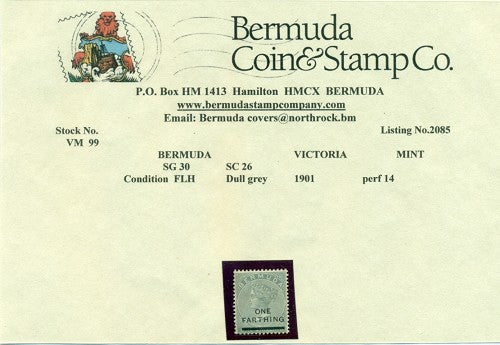 Bermuda
Coin & Stamp Co.
P.O. Box HM 1413 Hamilton HMCX BERMUDA
www.bermudastampcompany.com
Email: Bermuda covers@northrock.bm
Stock No. Listing No.2085
VM 99
BERMUDA VICTORIA MINT
SG 30 SC 26
Condition FLH Dull grey 1901 perf 14
BERMUDA
ONE
FARTHING